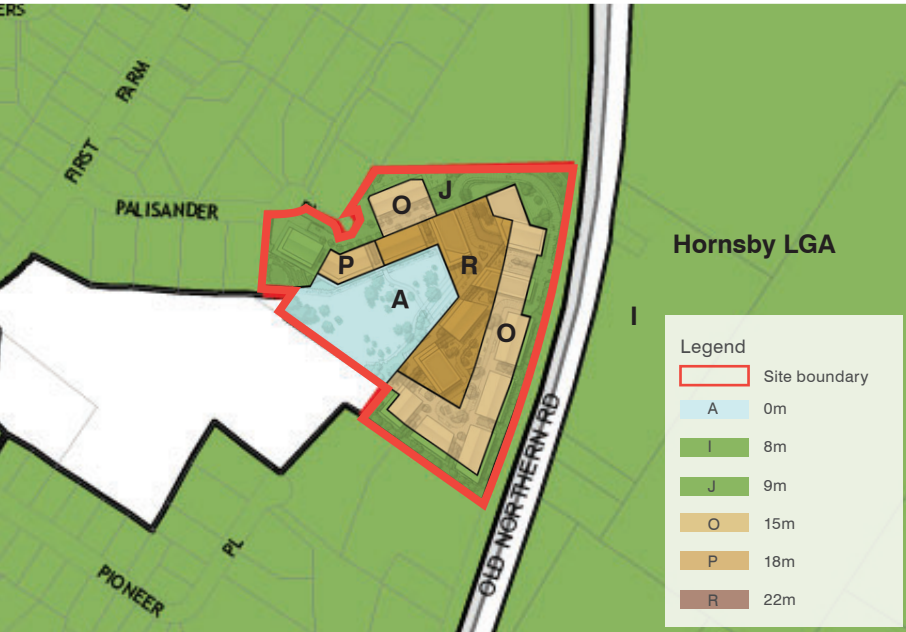 ERS
FARM
FIRST
PALISANDER
O
J
P
R
A
O
Hornsby LGA
I
OLD NORTHERN RD
PL
PIONEER
Legend
Site boundary
A 0m
I 8m
J 9m
O 15m
P 18m
R 22m